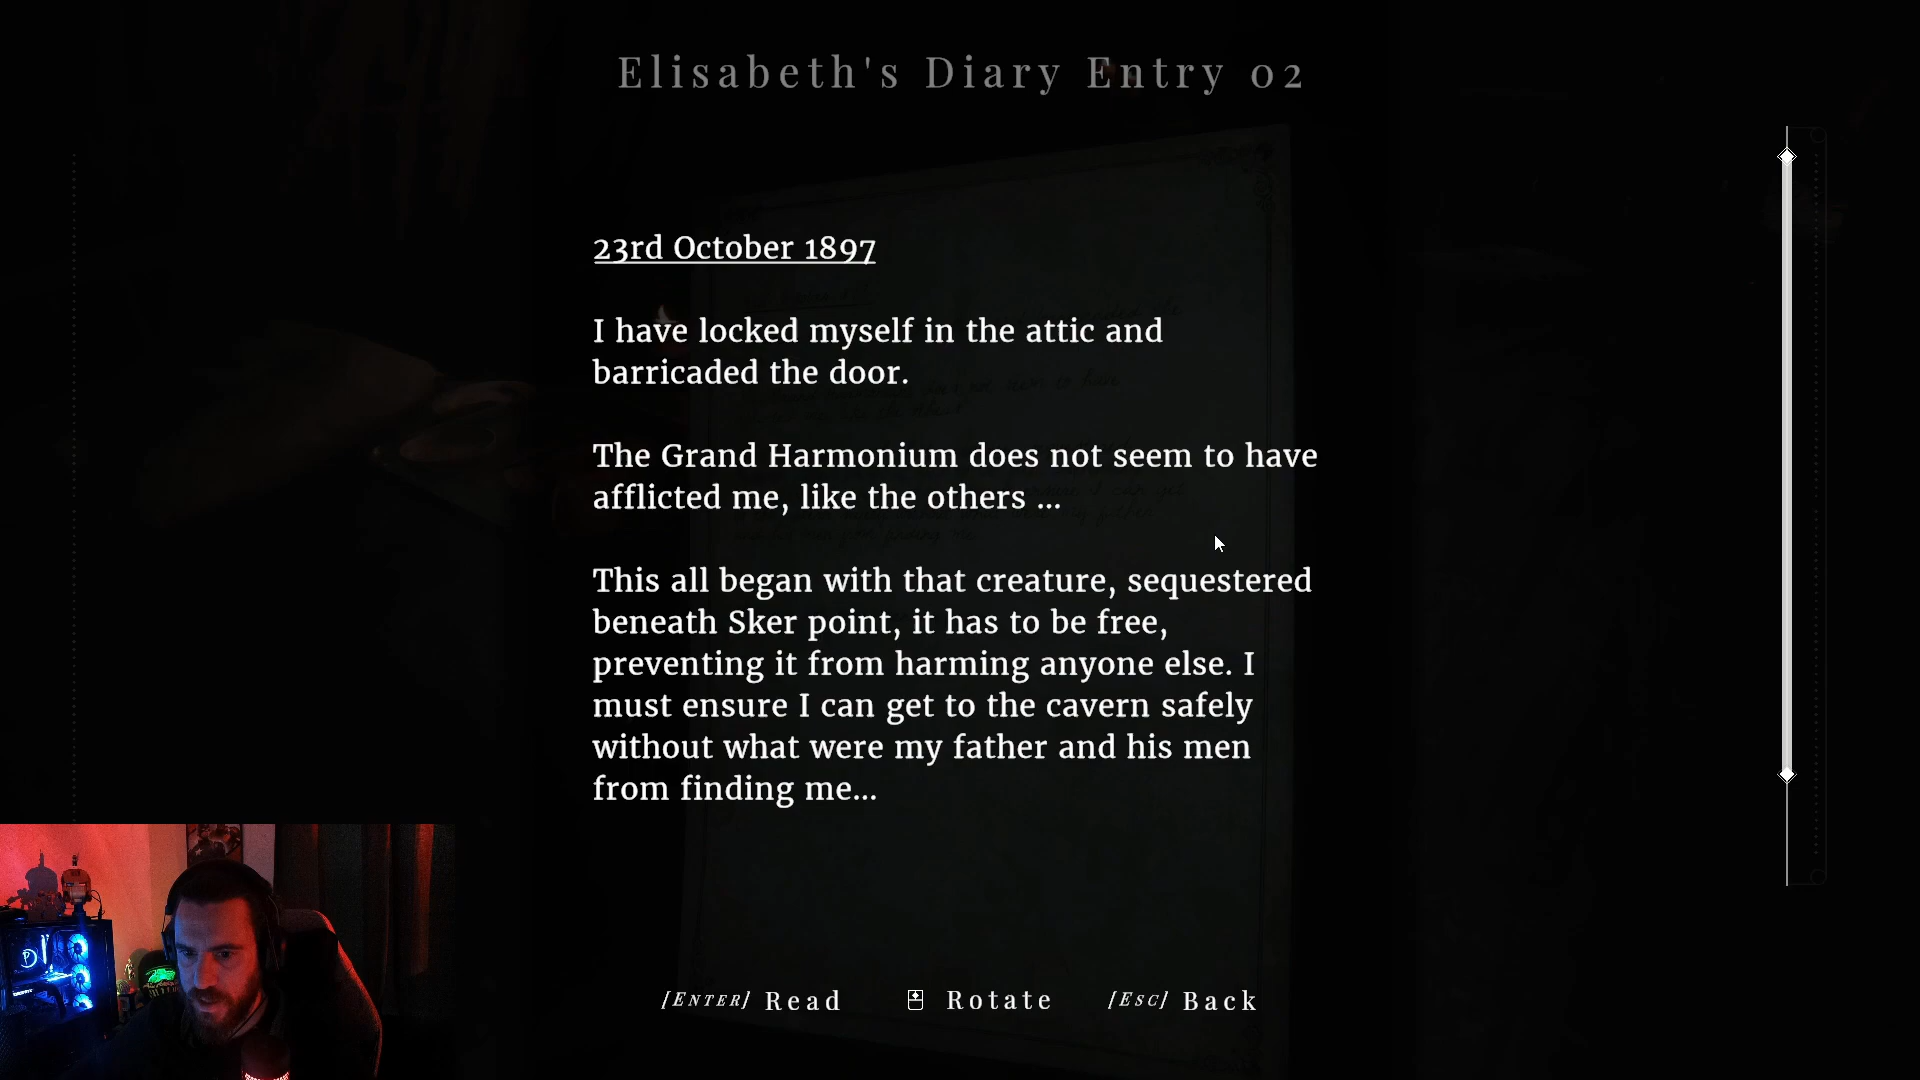 Elisabeth's Diary Entry 02
23rd October 1897
I have locked myself in the attic and
barricaded the door.
The Grand Harmonium does not seem to have
afflicted me, like the others ...
This all began with that creature, sequestered
beneath Sker point, it has to be free,
preventing it from harming anyone else. I
must ensure I can get to the cavern safely
without what were my father and his men
from finding me...
[ENTER] Read Rotate [ESC] Back